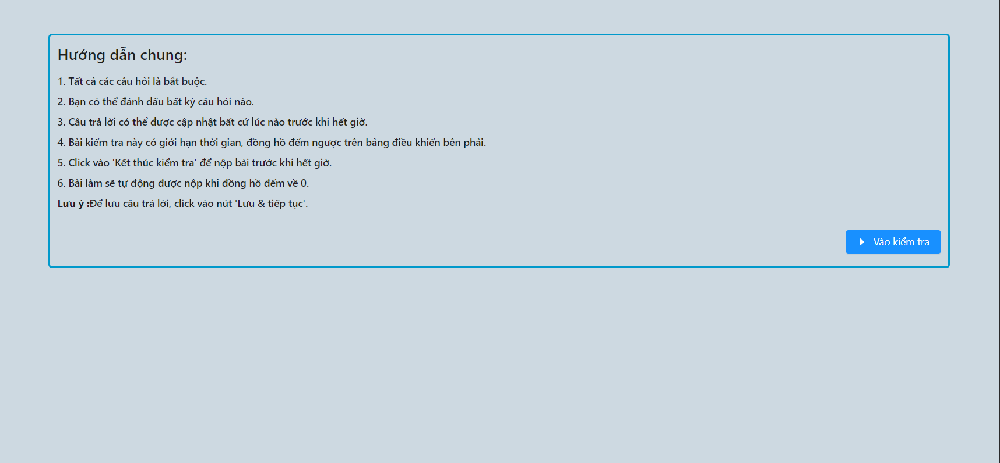 Hướng dẫn chung:
1. Tất cả các câu hỏi là bắt buộc.
2. Bạn có thể đánh dấu bất kỳ câu hỏi nào.
3. Câu trả lời có thể được cập nhật bất cứ lúc nào trước khi hết giờ.
4. Bài kiểm tra này có giới hạn thời gian, đồng hồ đếm ngược trên bảng điều khiển bên phải.
5. Click vào 'Kết thúc kiểm tra' để nộp bài trước khi hết giờ.
6. Bài làm sẽ tự động được nộp khi đồng hồ đếm về 0.
Lưu ý :Để lưu câu trả lời, click vào nút 'Lưu & tiếp tục'.
Vào kiểm tra